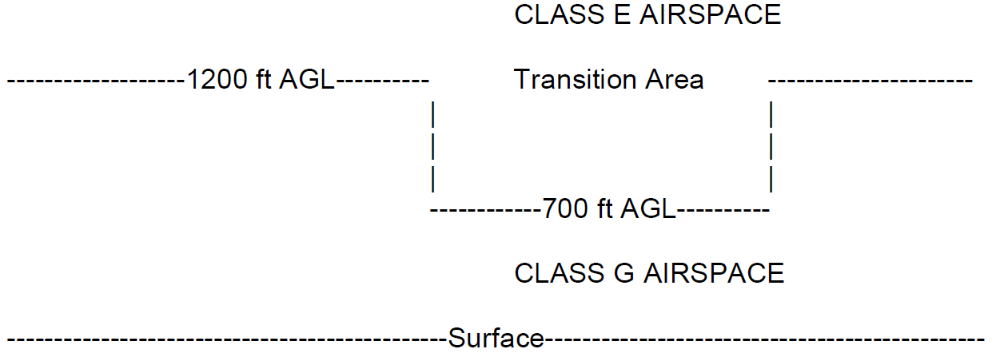 CLASS E AIRSPACE
-------------------1200 ft AGL---------- Transition Area ----------------------
| |
| |
| |
------------700 ft AGL----------
CLASS G AIRSPACE
-----------------------------------------------Surface-----------------------------------------------